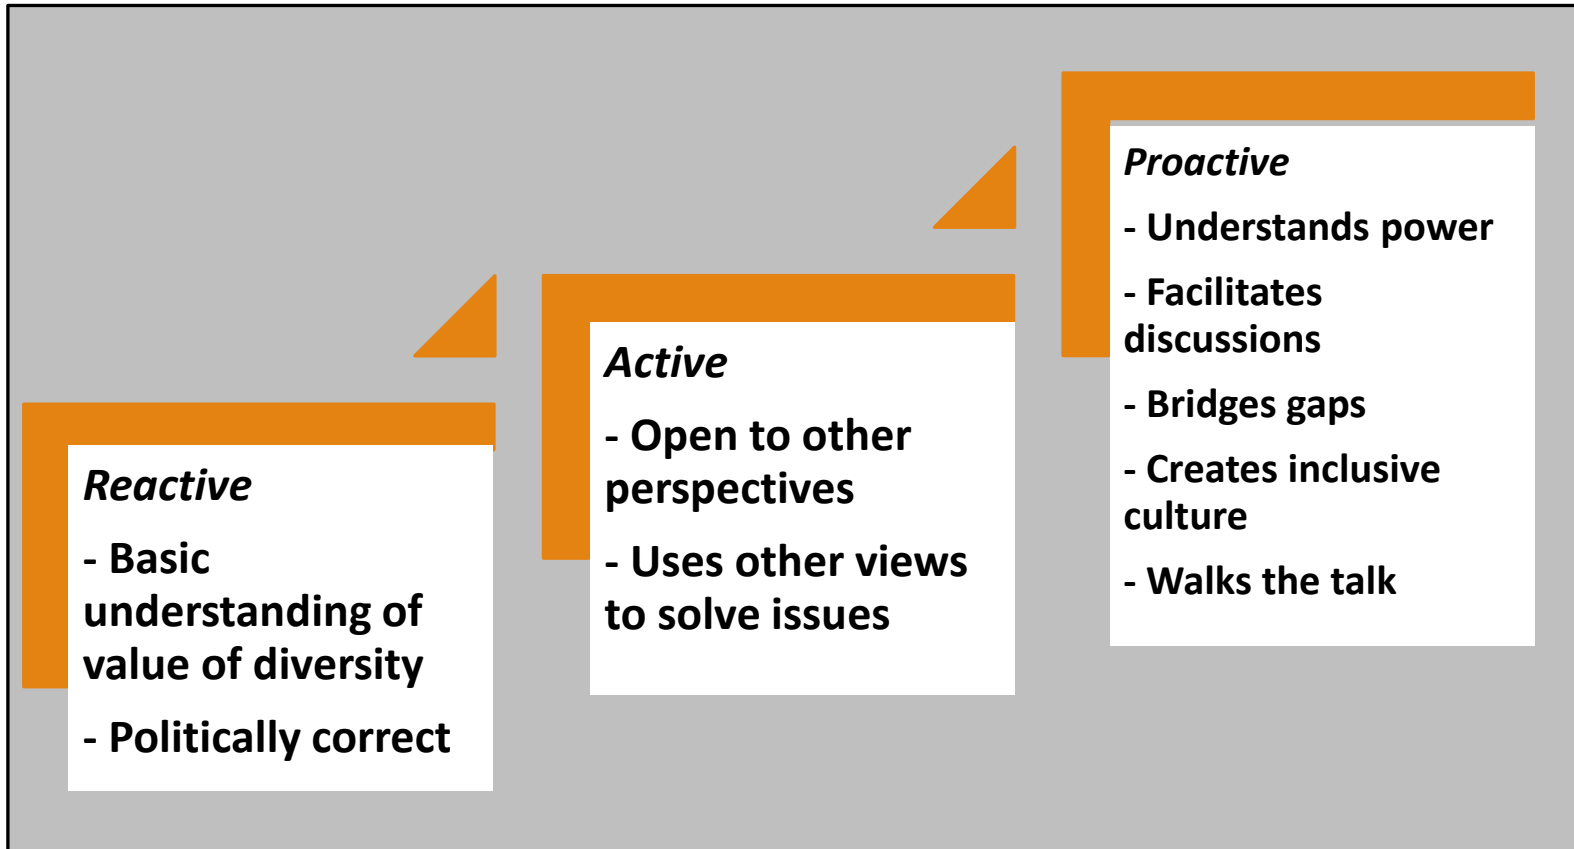 Reactive
- Basic
understanding of
value of diversity
- Politically correct
Active
- Open to other
perspectives
- Uses other views
to solve issues
Proactive
- Understands power
- Facilitates
discussions
- Bridges gaps
- Creates inclusive
culture
- Walks the talk